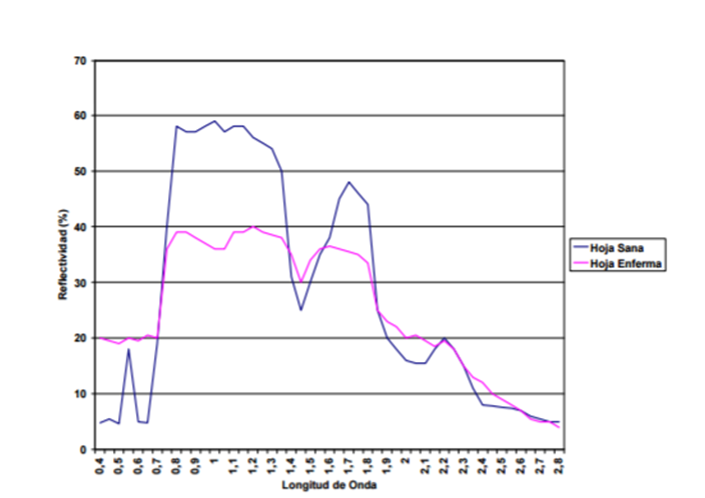 70
60
50
40
30
20
10
0
Reflectividad (%)
0,4 0,5 0,6 0,7 0,8 0,9 1 1,1 1,2 1,3 1,4 1,5 1,6 1,7 1,8 1,9 2 2,1 2,2 2,3 2,4 2,5 2,6 2,7 2,8
Longitud de Onda
Hoja Sana
Hoja Enferma